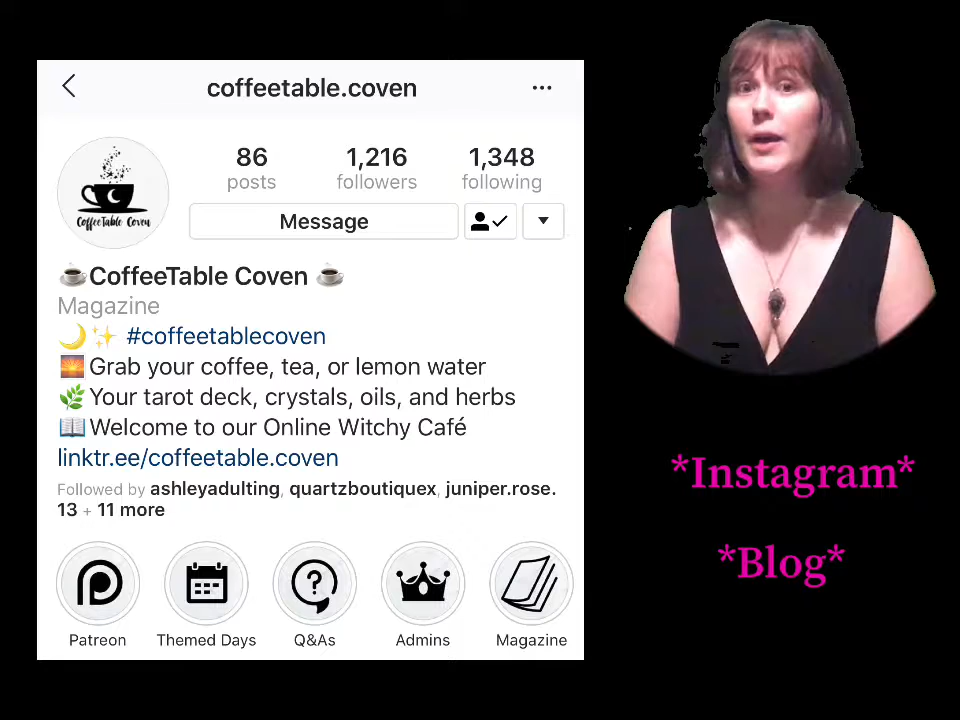 coffeetable.coven
CoffeeTable Coven
86
posts
1,216
followers
1,348
following
Message
☕CoffeeTable Coven ☕
Magazine
🌙✨ #coffeetablecoven
🌅Grab your coffee, tea, or lemon water
🌿Your tarot deck, crystals, oils, and herbs
📖Welcome to our Online Witchy Café
linktr.ee/coffeetable.coven
Followed by ashleyadulting, quartzboutiquex, juniper.rose.
13 + 11 more
Patreon
Themed Days
Q&As
Admins
Magazine
*Instagram*
*Blog*